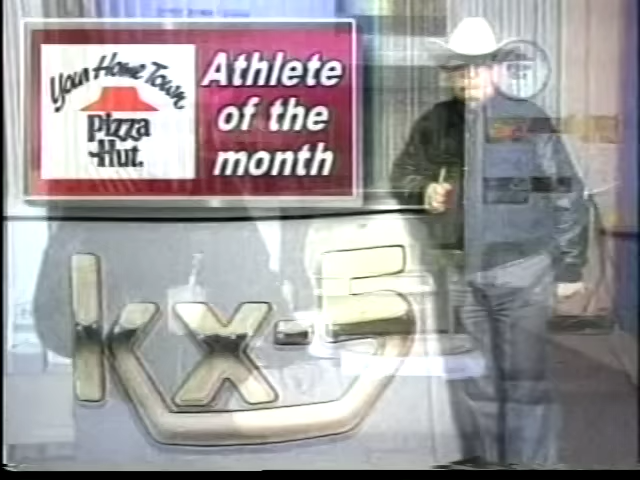 Your Home Town
Pizza
Hut.
Athlete
of the
month
kx-5